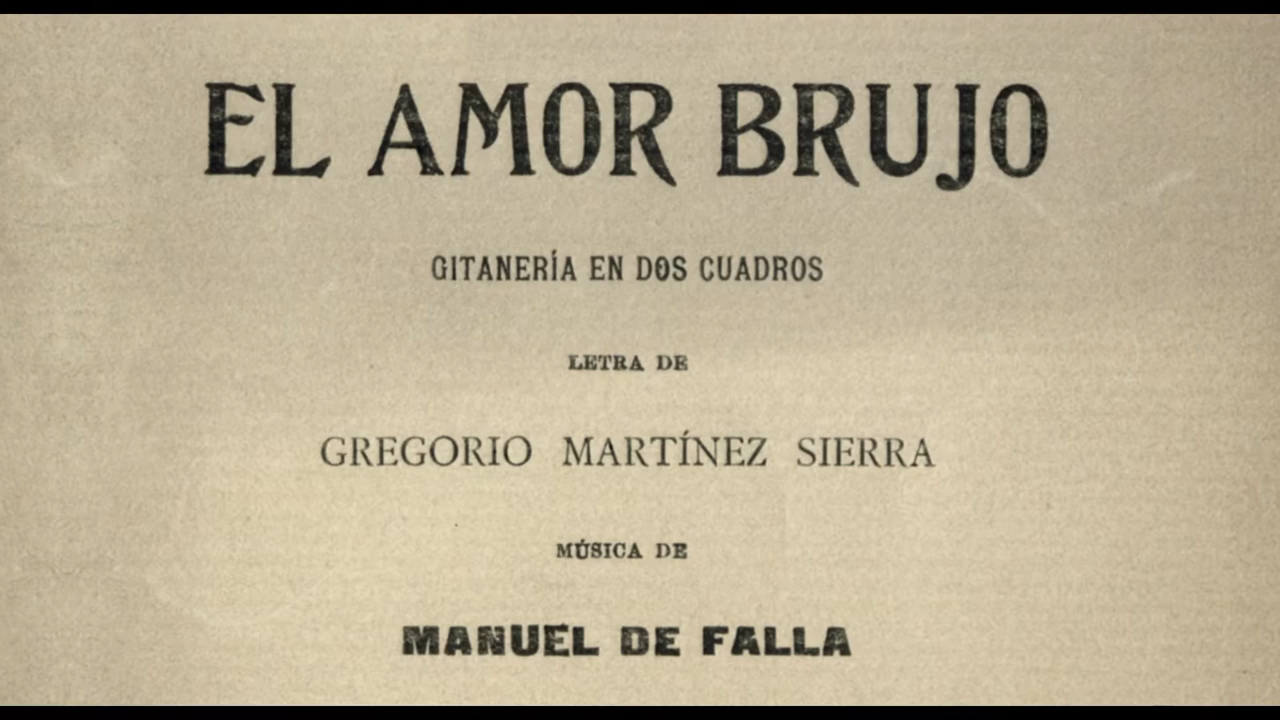 EL AMOR BRUJO
GITANERÍA EN DOS CUADROS
LETRA DE
GREGORIO MARTÍNEZ SIERRA
MÚSICA DE
MANUEL DE FALLA